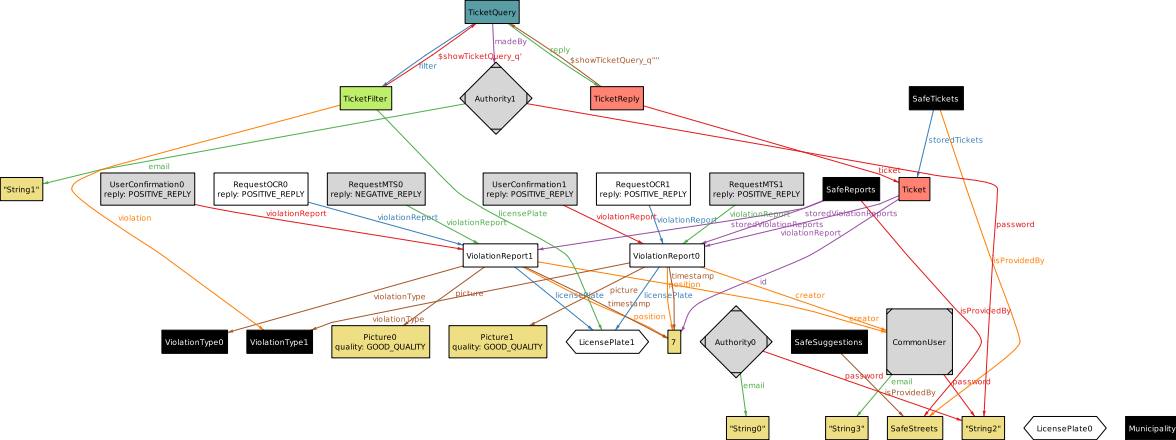 TicketQuery
madeBy
reply
$showTicketQuery_q'
$showTicketQuery_q'''
filter
TicketFilter
Authority1
TicketReply
SafeTickets
storedTickets
email
ticket
"String1"
UserConfirmation0
reply: POSITIVE_REPLY
RequestOCR0
reply: POSITIVE_REPLY
RequestMTS0
reply: NEGATIVE_REPLY
UserConfirmation1
reply: POSITIVE_REPLY
RequestOCR1
reply: POSITIVE_REPLY
RequestMTS1
reply: POSITIVE_REPLY
SafeReports
Ticket
violation
violationReport
violationReport
violationReport
licensePlate
violationReport
violationReport
violationReport
storedViolationReports
storedViolationReports
violationReport
password
ViolationReport1
ViolationReport0
isProvidedBy
timestamp
position
id
violationType
picture
picture
licensePlate
licensePlate
creator
timestamp
isProvidedBy
violationType
position
creator
ViolationType0
ViolationType1
Picture0
quality: GOOD_QUALITY
Picture1
quality: GOOD_QUALITY
LicensePlate1
7
Authority0
SafeSuggestions
CommonUser
email
password
email
password
isProvidedBy
"String0"
"String3"
SafeStreets
"String2"
LicensePlate0
Municipality